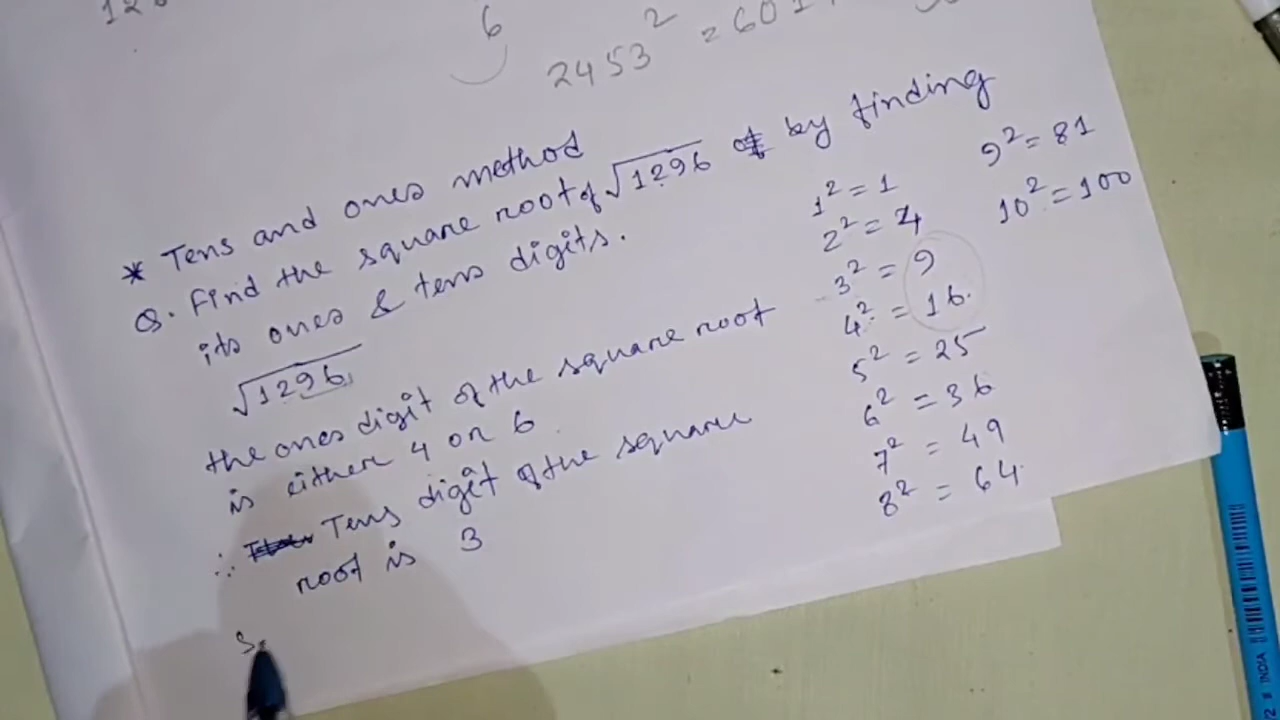 6
2453² = 601
* Tens and ones method
Q. Find the square root of √1296 by finding
its ones & tens digits.
√1296
the ones digit of the square root
is either 4 or 6.
∴ Tens digit of the square
root is 3
1² = 1
2² = 4
3² = 9
4² = 16.
5² = 25
6² = 36
7² = 49
8² = 64.
9² = 81
10² = 100
INDIA